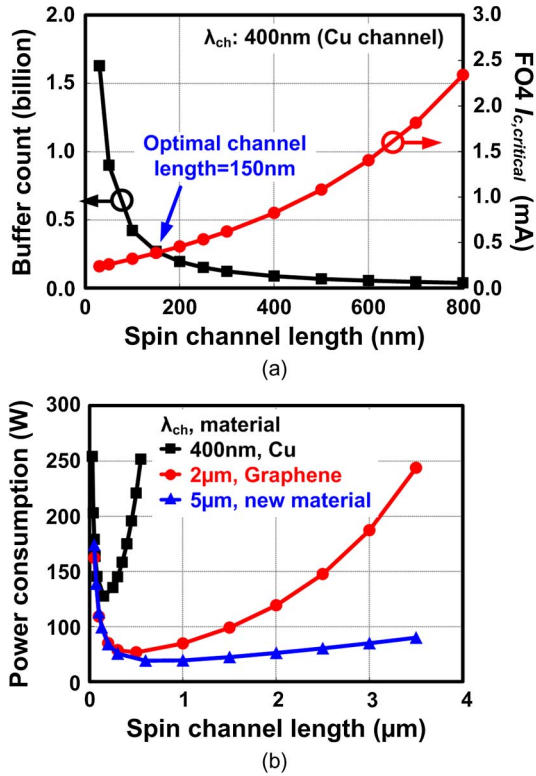 (a)
2.0
1.5
1.0
0.5
0.0
Buffer count (billion)
λch: 400nm (Cu channel)
Optimal channel
length=150nm
3.0
2.5
2.0
1.5
1.0
0.5
0.0
FO4 Ic,critical (mA)
0 200 400 600 800
Spin channel length (nm)
(a)
300
250
200
150
100
0
Power consumption (W)
λch, material
400nm, Cu
2μm, Graphene
5μm, new material
0 1 2 3 4
Spin channel length (μm)
(b)